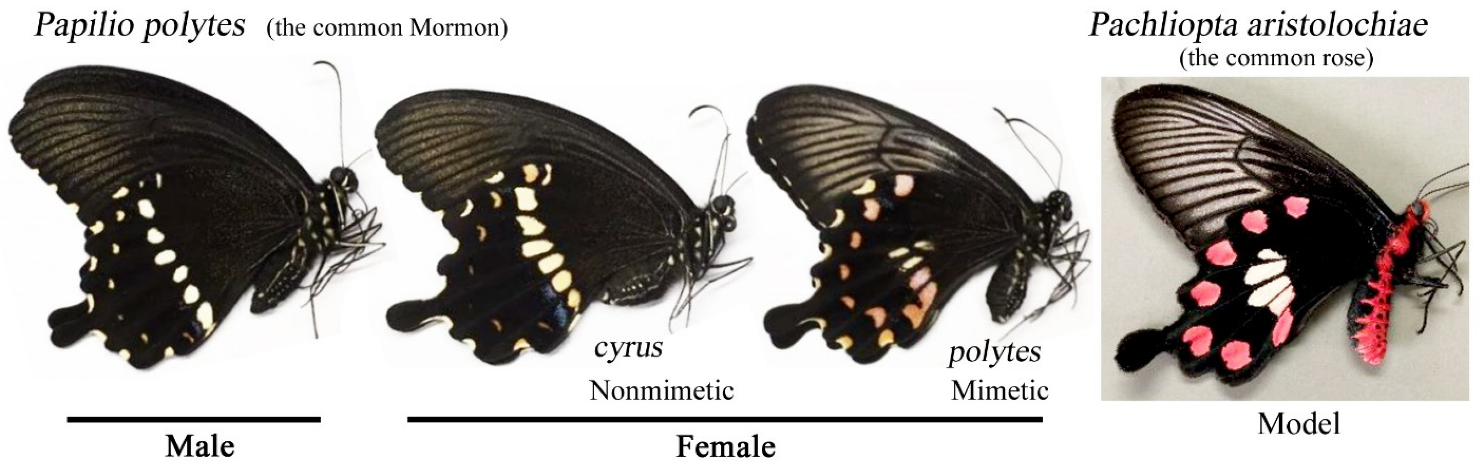 Papilio polytes (the common Mormon)
Pachliopta aristolochiae
(the common rose)
cyrus
Nonmimetic
polytes
Mimetic
Male
Female
Model